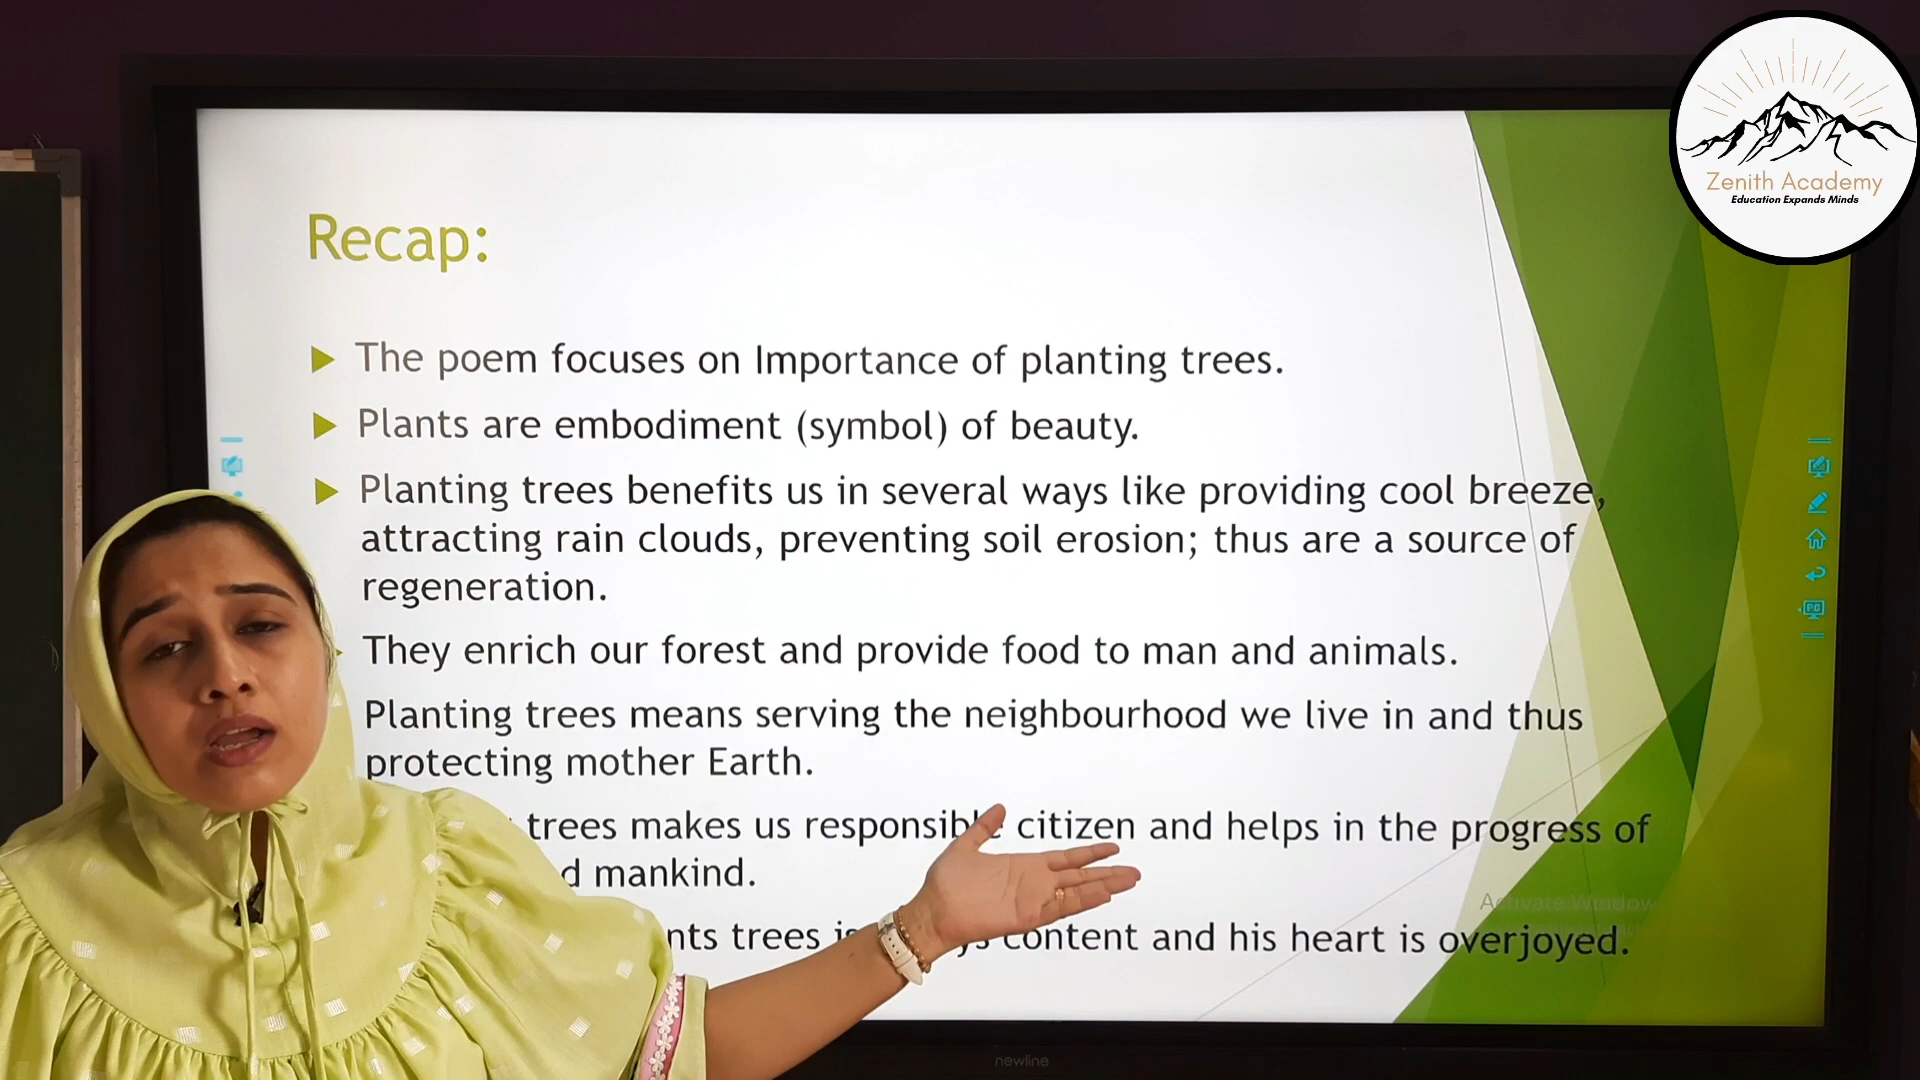 Zenith Academy
Education Expands Minds
Recap:
The poem focuses on Importance of planting trees.
Plants are embodiment (symbol) of beauty.
Planting trees benefits us in several ways like providing cool breeze,
attracting rain clouds, preventing soil erosion; thus are a source of
regeneration.
They enrich our forest and provide food to man and animals.
Planting trees means serving the neighbourhood we live in and thus
protecting mother Earth.
trees makes us responsible citizen and helps in the progress of
mankind.
trees content and his heart is overjoyed.
Activate Window
PC
newline